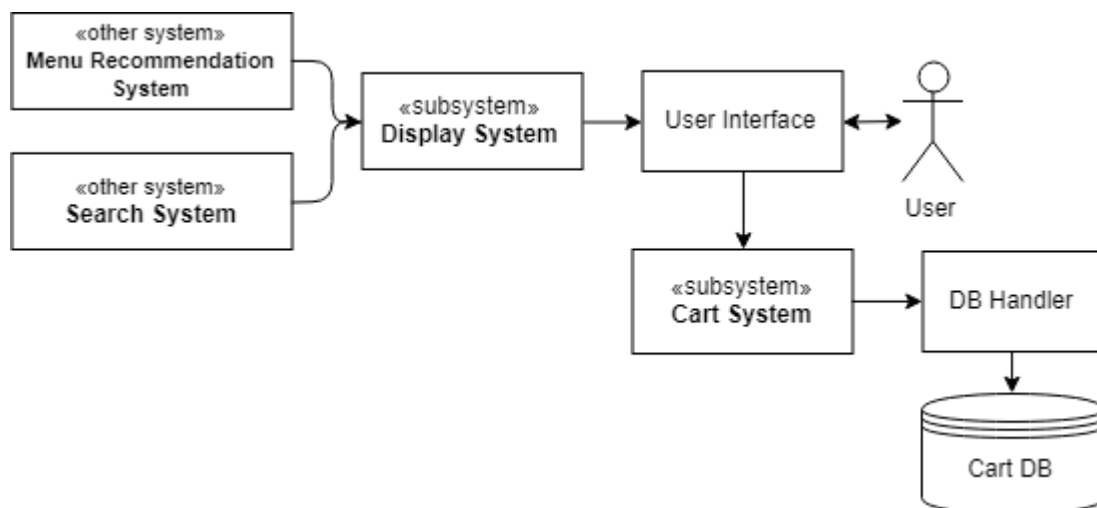 «other system»
Menu Recommendation
System
«subsystem»
Display System
User Interface
«other system»
Search System
User
«subsystem»
Cart System
DB Handler
Cart DB